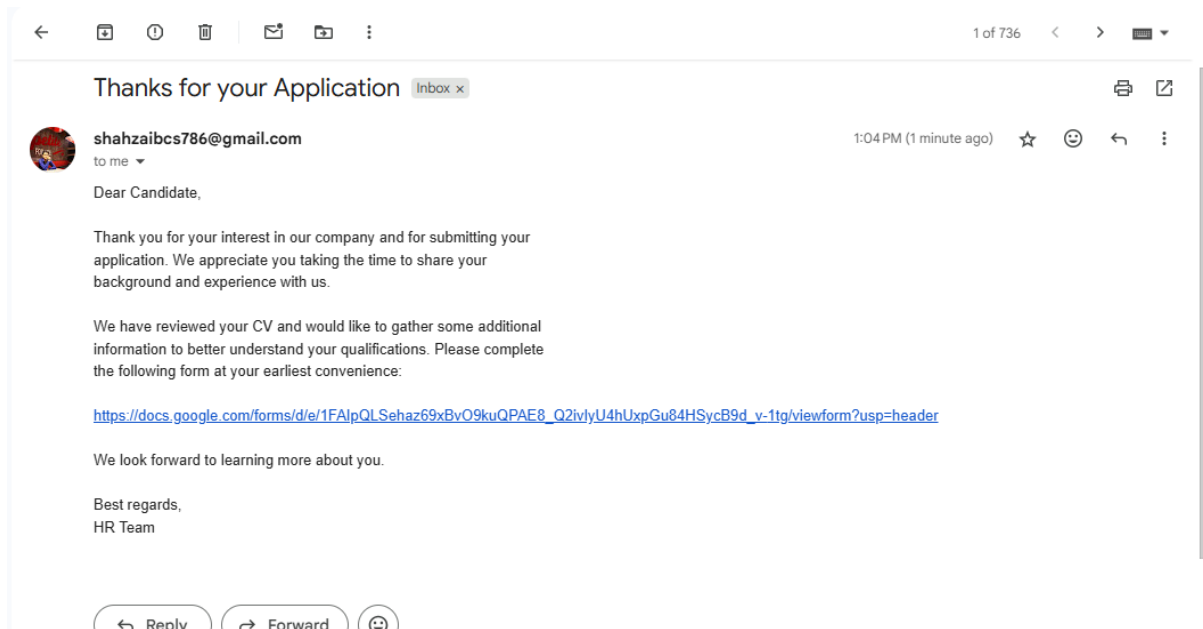 1 of 736
Thanks for your Application Inbox x
shahzaibcs786@gmail.com 1:04 PM (1 minute ago)
to me
Dear Candidate,
Thank you for your interest in our company and for submitting your
application. We appreciate you taking the time to share your
background and experience with us.
We have reviewed your CV and would like to gather some additional
information to better understand your qualifications. Please complete
the following form at your earliest convenience:
https://docs.google.com/forms/d/e/1FAIpQLSehaz69xBvO9kuQPAE8_Q2ivIyU4hUxpGu84HSycB9d_v-1tg/viewform?usp=header
We look forward to learning more about you.
Best regards,
HR Team
Reply Forward